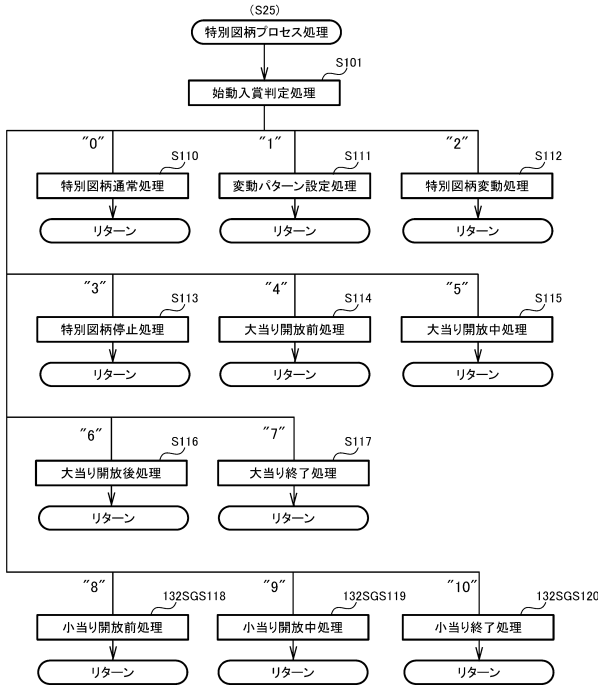 (S25)
特別図柄プロセス処理
S101
始動入賞判定処理
"0"
"1"
"2"
S110
S111
S112
特別図柄通常処理
変動パターン設定処理
特別図柄変動処理
リターン
リターン
リターン
"3"
"4"
"5"
S113
S114
S115
特別図柄停止処理
大当り開放前処理
大当り開放中処理
リターン
リターン
リターン
"6"
"7"
S116
S117
大当り開放後処理
大当り終了処理
リターン
リターン
"8"
"9"
"10"
132SGS118
132SGS119
132SGS120
小当り開放前処理
小当り開放中処理
小当り終了処理
リターン
リターン
リターン